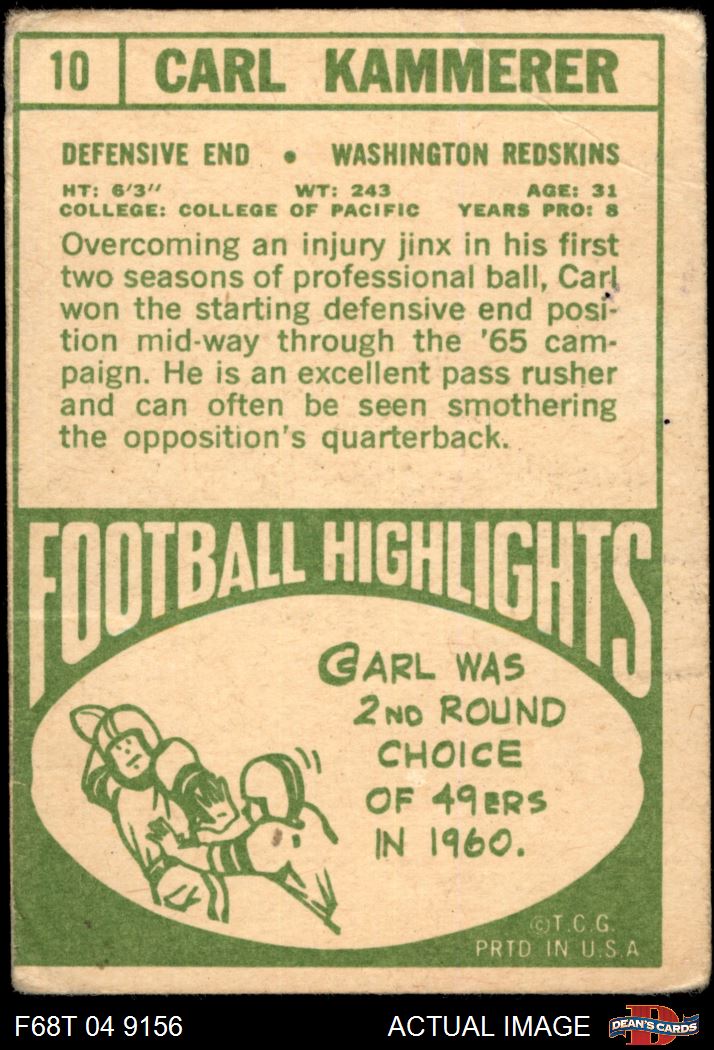 10 CARL KAMMERER
DEFENSIVE END • WASHINGTON REDSKINS
HT: 6'3" WT: 243 AGE: 31
COLLEGE: COLLEGE OF PACIFIC YEARS PRO: 8
Overcoming an injury jinx in his first
two seasons of professional ball, Carl
won the starting defensive end posi-
tion mid-way through the '65 cam-
paign. He is an excellent pass rusher
and can often be seen smothering
the opposition's quarterback.
FOOTBALL HIGHLIGHTS
CARL WAS
2ND ROUND
CHOICE
OF 49ERS
IN 1960.
©T.C.G.
PRTD IN U.S.A
F68T 04 9156 ACTUAL IMAGE D DEAN'S CARDS